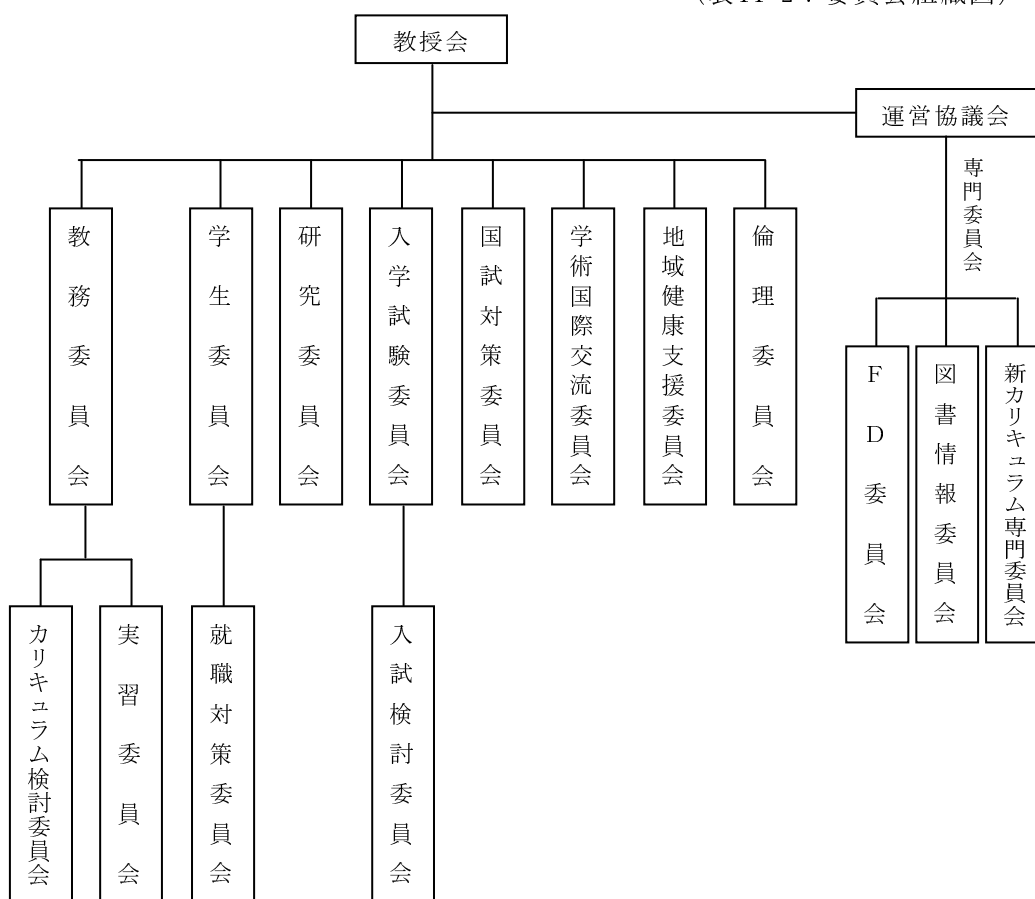 （表11-2：委員会組織図）
教授会
運営協議会
専門委員会
教務委員会
学生委員会
研究委員会
入学試験委員会
国試対策委員会
学術国際交流委員会
地域健康支援委員会
倫理委員会
FD委員会
図書情報委員会
新カリキュラム専門委員会
カリキュラム検討委員会
実習委員会
就職対策委員会
入試検討委員会